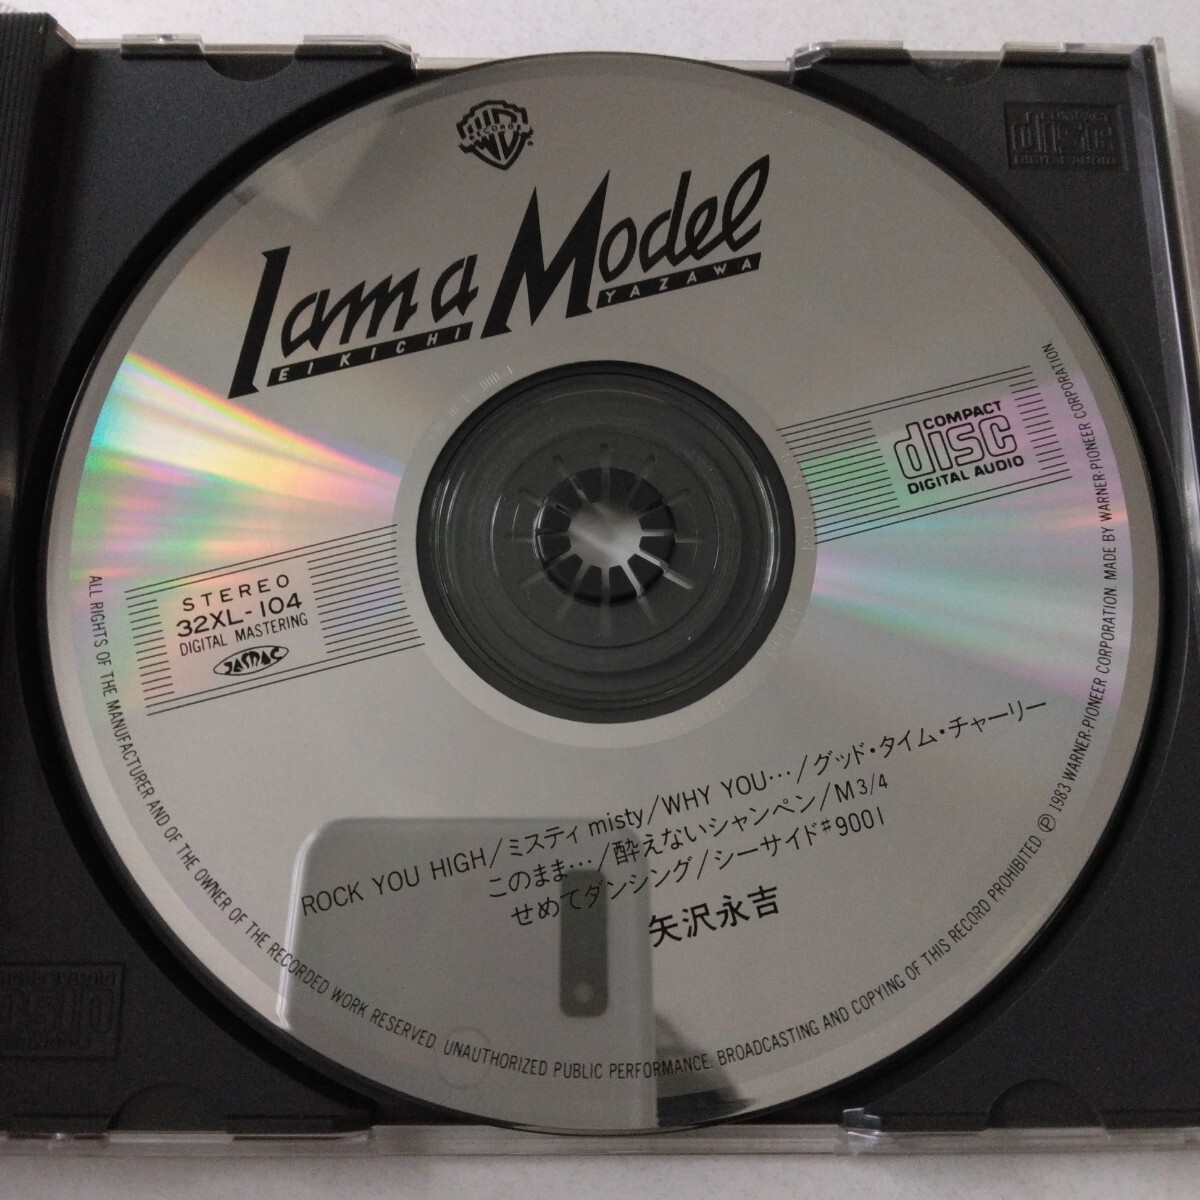 RECORDS
I am a Model
EIKICHI YAZAWA
COMPACT
disc
DIGITAL AUDIO
COMPACT
disc
DIGITAL AUDIO
STEREO
32XL-104
DIGITAL MASTERING
ROCK YOU HIGH/ミスティ misty/WHY YOU…/グッド・タイム・チャーリー
このまま…/酔えないシャンペン/M3/4
せめてダンシング/シーサイド#9001
矢沢永吉
ALL RIGHTS OF THE MANUFACTURER AND OF THE OWNER OF THE RECORDED WORK RESERVED. UNAUTHORIZED PUBLIC PERFORMANCE. BROADCASTING AND COPYING OF THIS RECORD PROHIBITED. Ⓟ 1983 WARNER-PIONEER CORPORATION. MADE BY WARNER-PIONEER CORPORATION